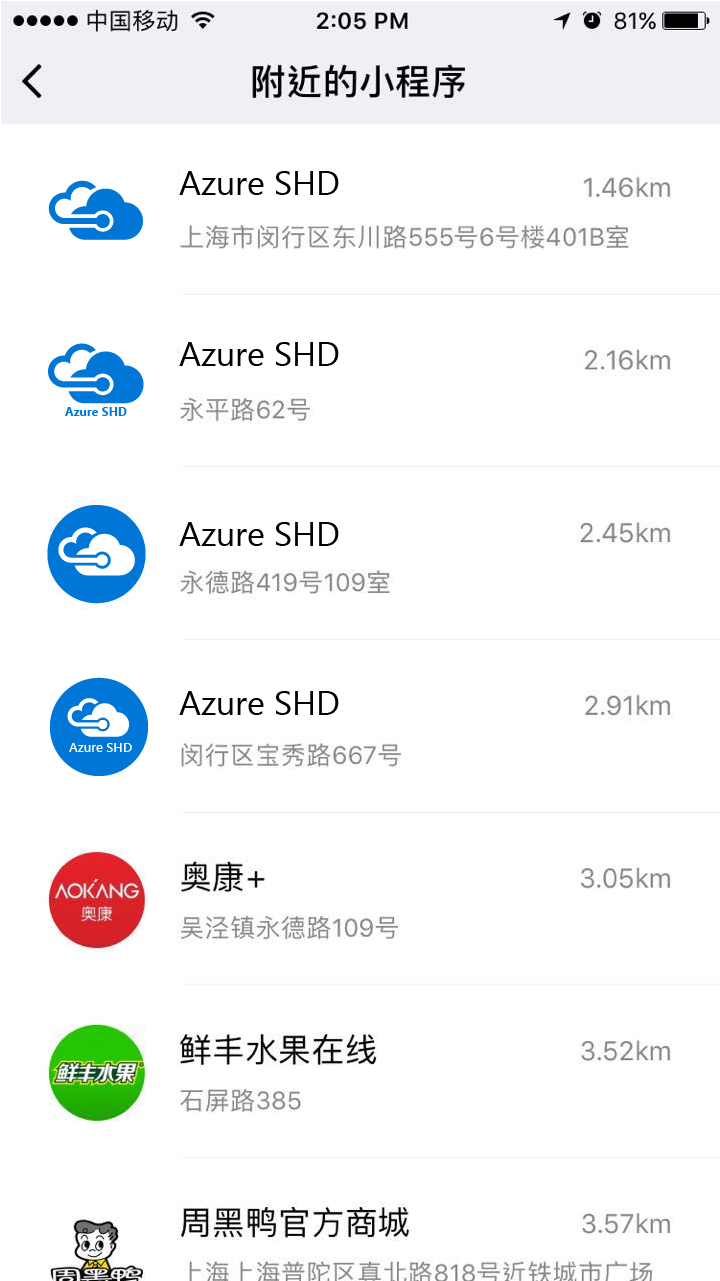 中国移动 2:05 PM 81%
附近的小程序
Azure SHD 1.46km
上海市闵行区东川路555号6号楼401B室
Azure SHD 2.16km
Azure SHD
永平路62号
Azure SHD 2.45km
永德路419号109室
Azure SHD 2.91km
Azure SHD
闵行区宝秀路667号
奥康+ 3.05km
AOKANG
奥康
吴泾镇永德路109号
鲜丰水果在线 3.52km
鲜丰水果
石屏路385
周黑鸭官方商城 3.57km
周黑鸭
上海上海普陀区真北路818号近铁城市广场